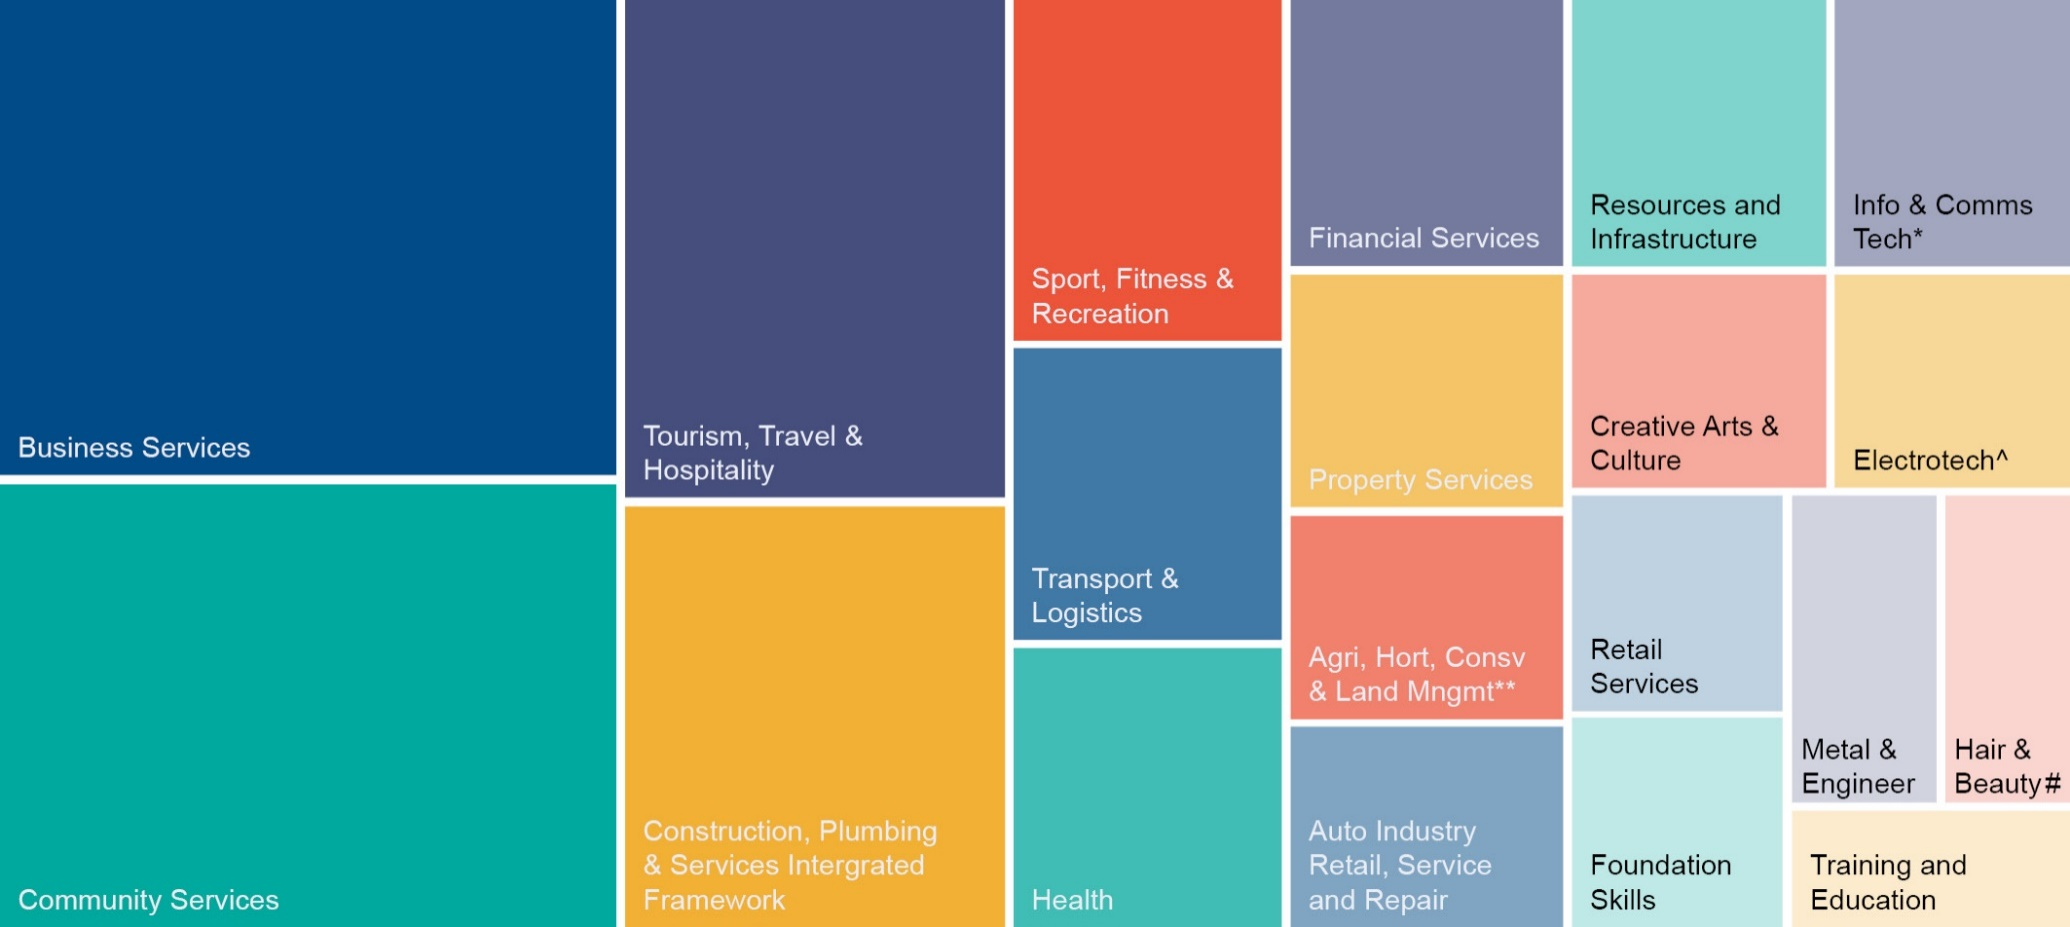 Business Services
Community Services
Tourism, Travel &
Hospitality
Construction, Plumbing
& Services Intergrated
Framework
Sport, Fitness &
Recreation
Transport &
Logistics
Health
Financial Services
Property Services
Agri, Hort, Consv
& Land Mngmt**
Auto Industry
Retail, Service
and Repair
Resources and
Infrastructure
Info & Comms
Tech*
Creative Arts &
Culture
Electrotech^
Retail
Services
Foundation
Skills
Metal &
Engineer
Hair &
Beauty#
Training and
Education